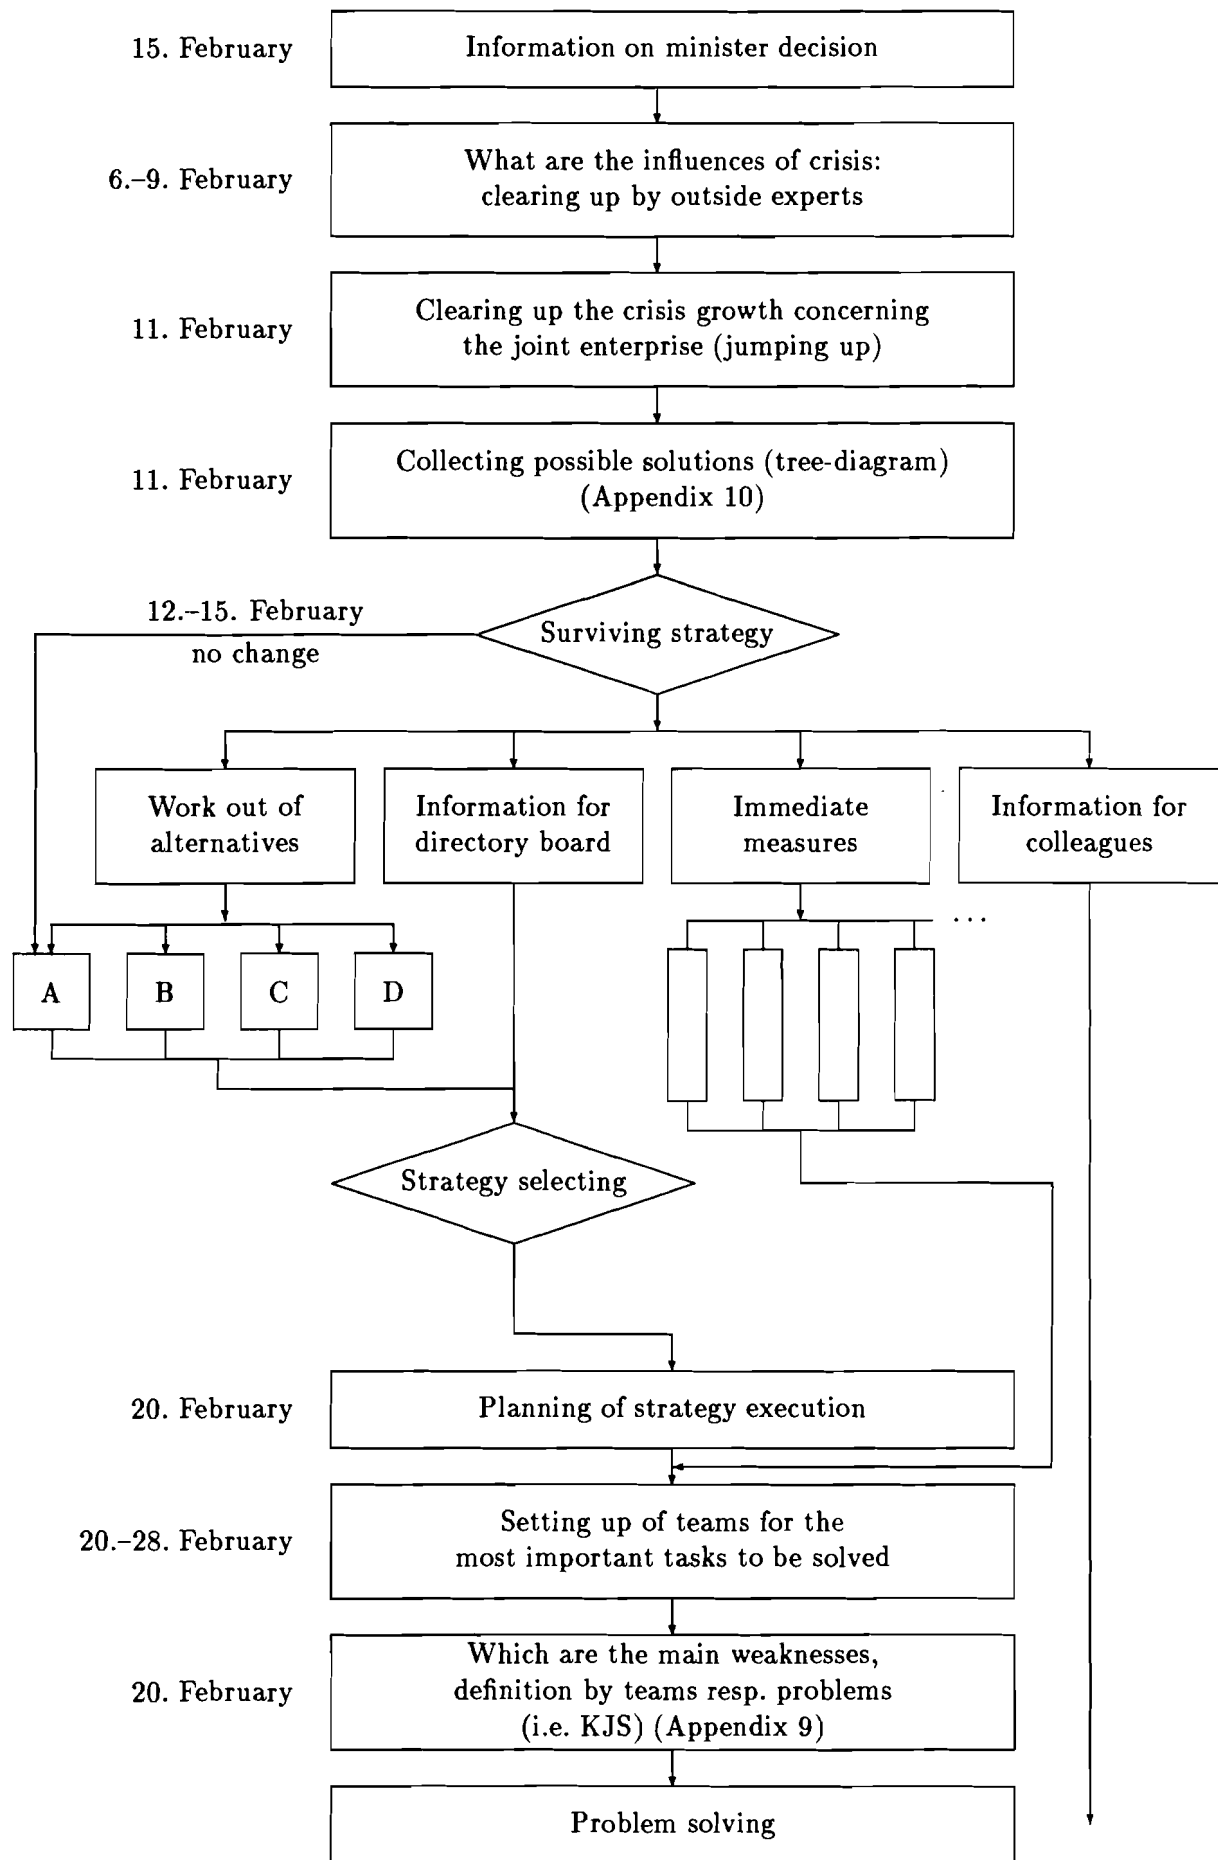 15. February
Information on minister decision
6.–9. February
What are the influences of crisis:
clearing up by outside experts
11. February
Clearing up the crisis growth concerning
the joint enterprise (jumping up)
11. February
Collecting possible solutions (tree-diagram)
(Appendix 10)
12.–15. February
no change
Surviving strategy
Work out of
alternatives
Information for
directory board
Immediate
measures
Information for
colleagues
...
A
B
C
D
Strategy selecting
20. February
Planning of strategy execution
20.–28. February
Setting up of teams for the
most important tasks to be solved
20. February
Which are the main weaknesses,
definition by teams resp. problems
(i.e. KJS) (Appendix 9)
Problem solving